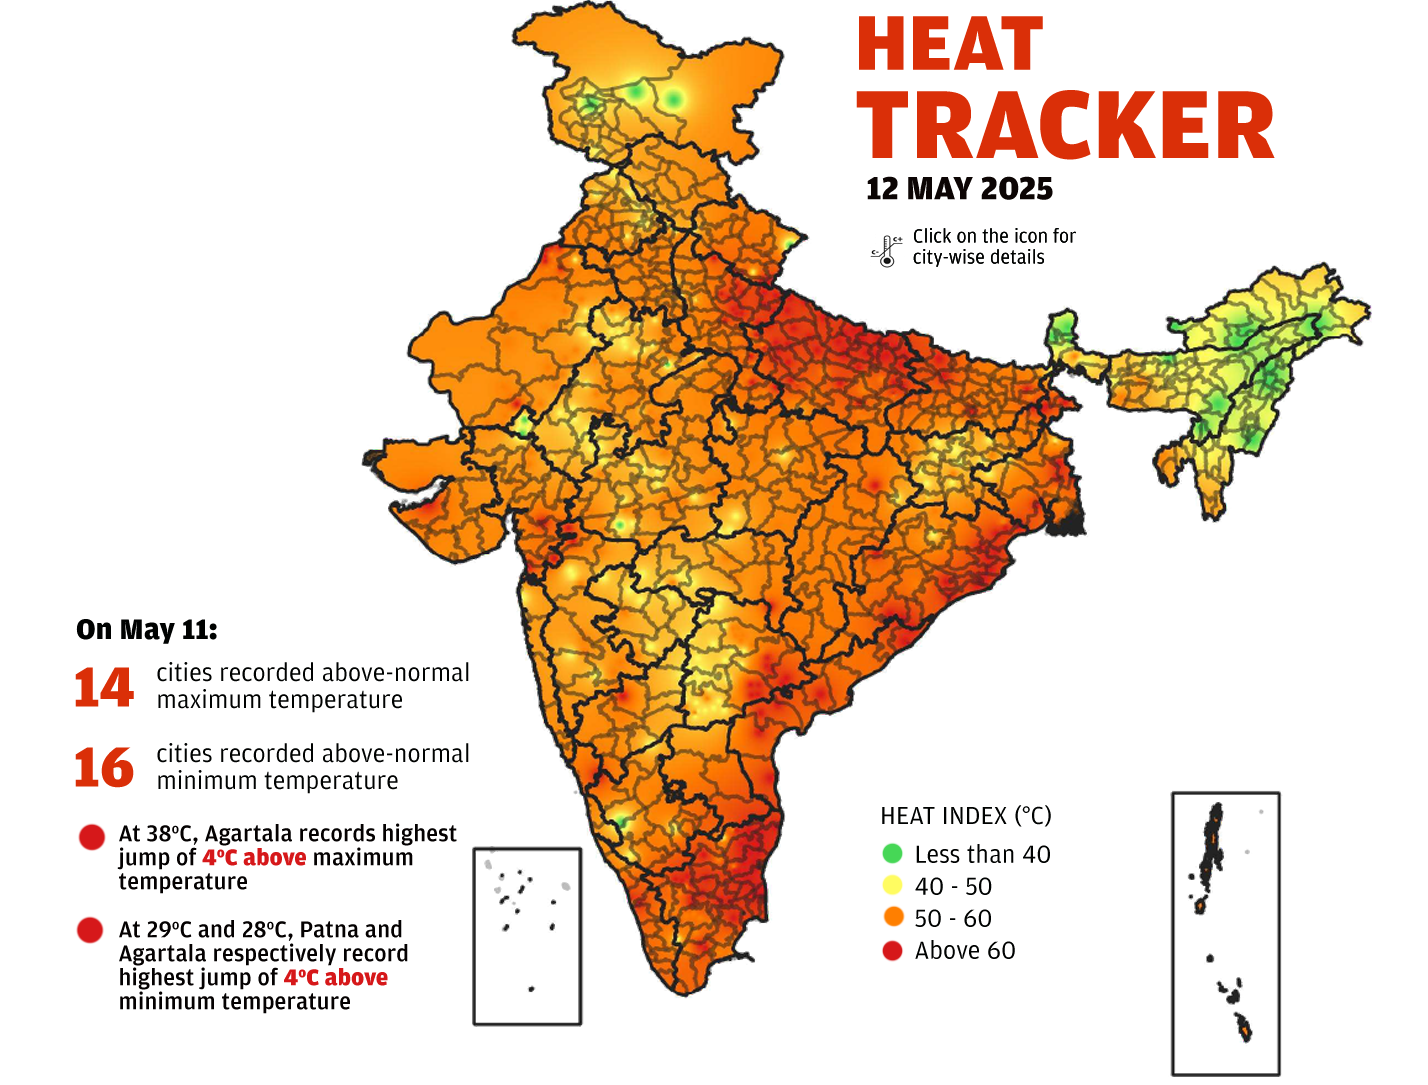 HEAT
TRACKER
12 MAY 2025
C+
C-
Click on the icon for
city-wise details
On May 11:
14 cities recorded above-normal
maximum temperature
16 cities recorded above-normal
minimum temperature
At 38ºC, Agartala records highest
jump of 4ºC above maximum
temperature
At 29ºC and 28ºC, Patna and
Agartala respectively record
highest jump of 4ºC above
minimum temperature
HEAT INDEX (°C)
Less than 40
40 - 50
50 - 60
Above 60